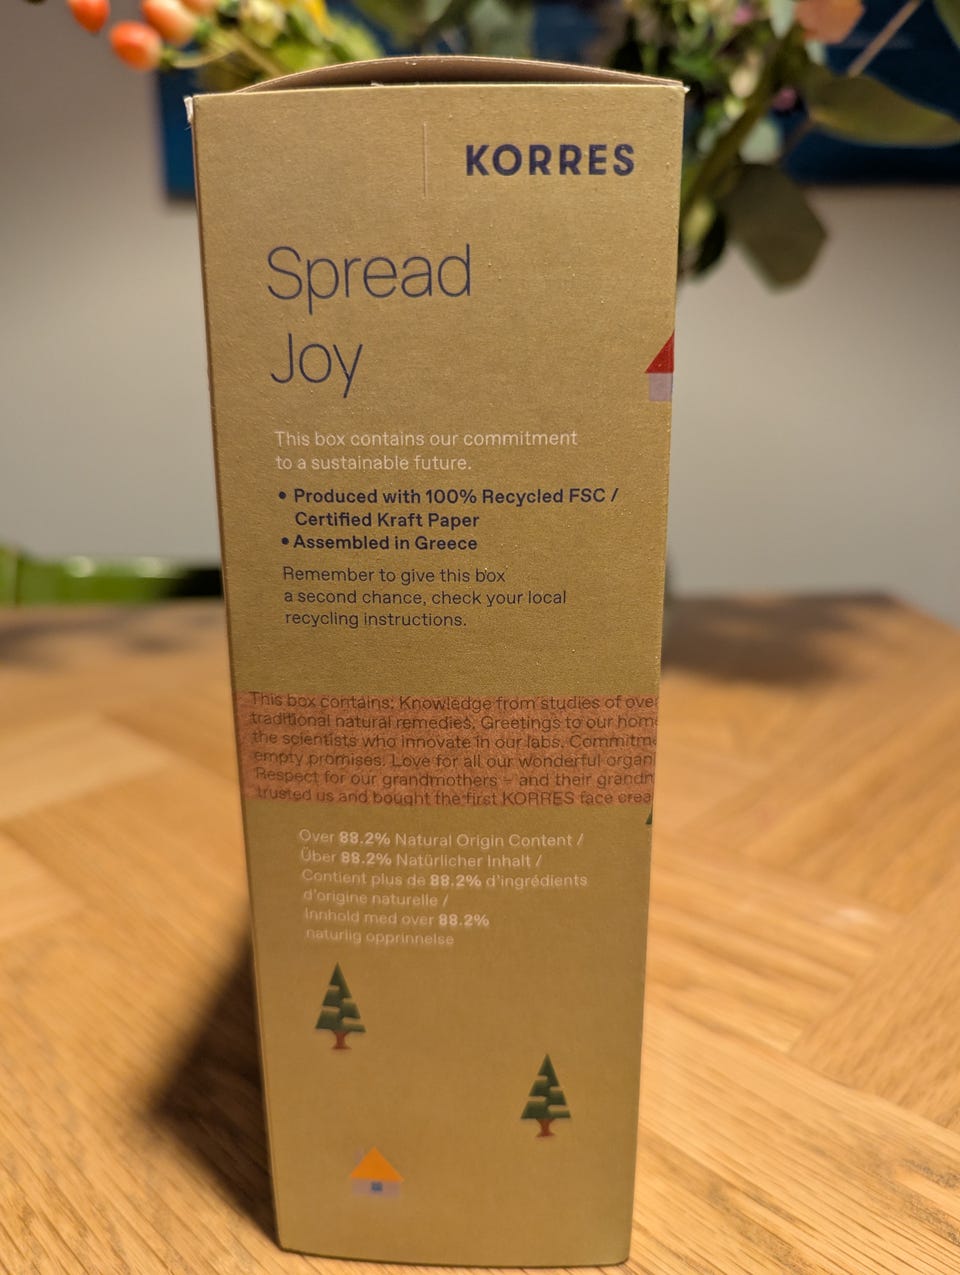 KORRES
Spread
Joy
This box contains our commitment
to a sustainable future.
• Produced with 100% Recycled FSC /
Certified Kraft Paper
• Assembled in Greece
Remember to give this box
a second chance, check your local
recycling instructions.
This box contains: Knowledge from studies of over
traditional natural remedies. Greetings to our hom
the scientists who innovate in our labs. Commitm
empty promises. Love for all our wonderful organ
Respect for our grandmothers – and their grandm
trusted us and bought the first KORRES face crea
Over 88.2% Natural Origin Content /
Über 88.2% Natürlicher Inhalt /
Contient plus de 88.2% d'ingrédients
d'origine naturelle /
Innhold med over 88.2%
naturlig opprinnelse